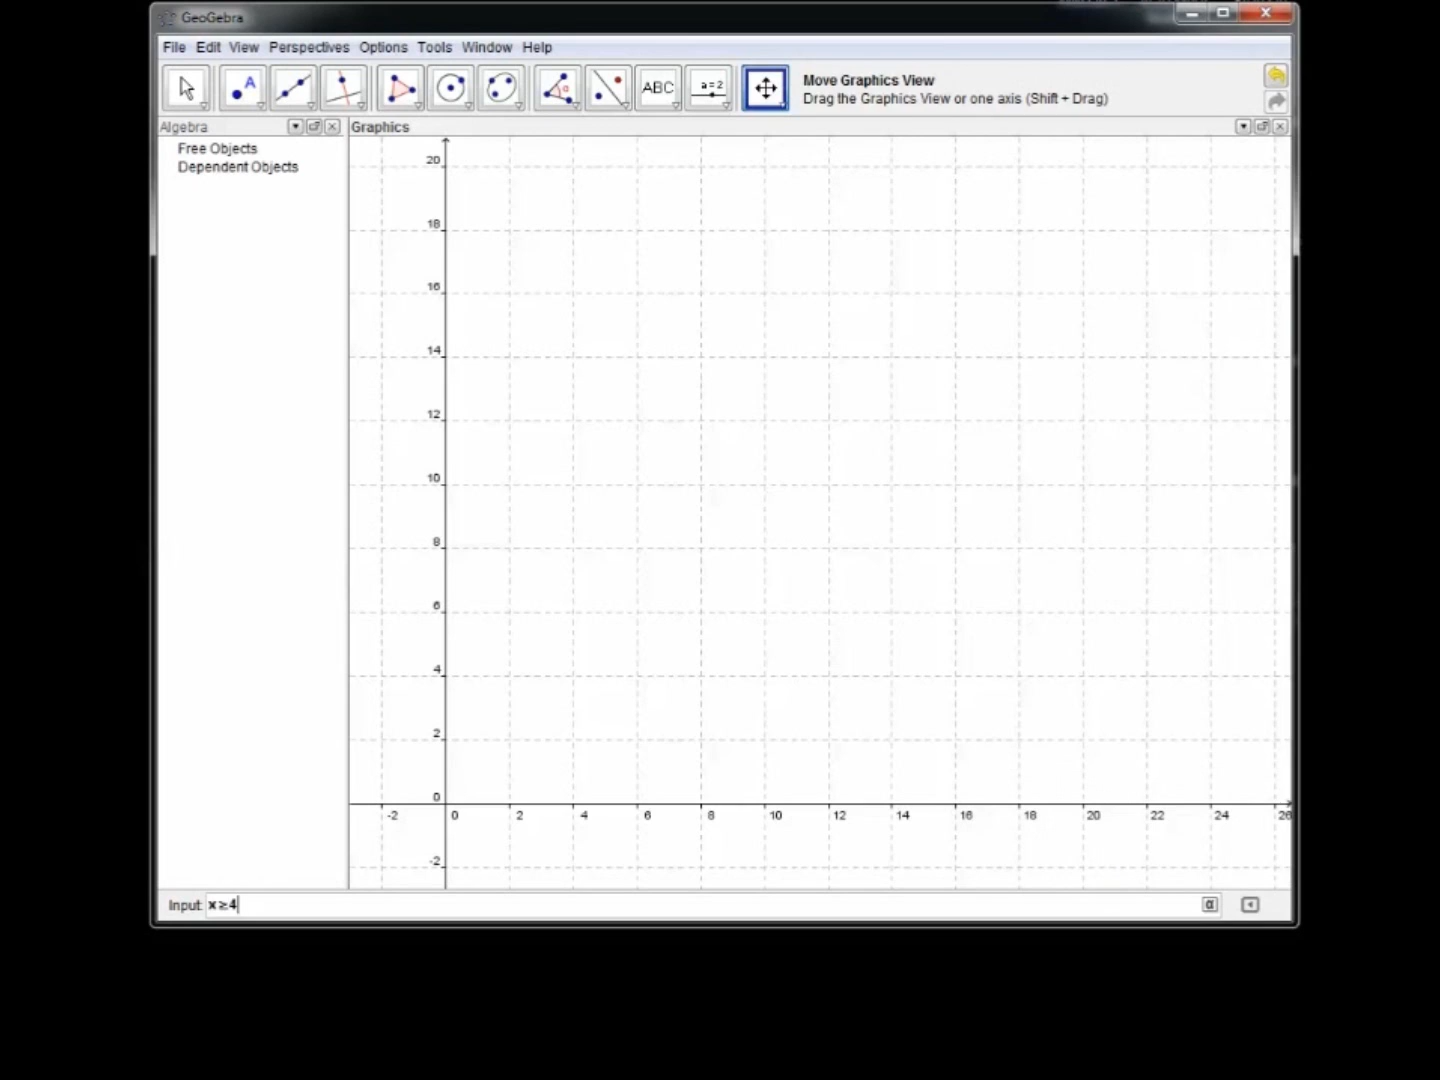 GeoGebra
File Edit View Perspectives Options Tools Window Help
A
α
ABC
a=2
Move Graphics View
Drag the Graphics View or one axis (Shift + Drag)
Algebra
Graphics
Free Objects
Dependent Objects
20
18
16
14
12
10
8
6
4
2
0
-2 0 2 4 6 8 10 12 14 16 18 20 22 24 26
-2
Input: x≥4
α